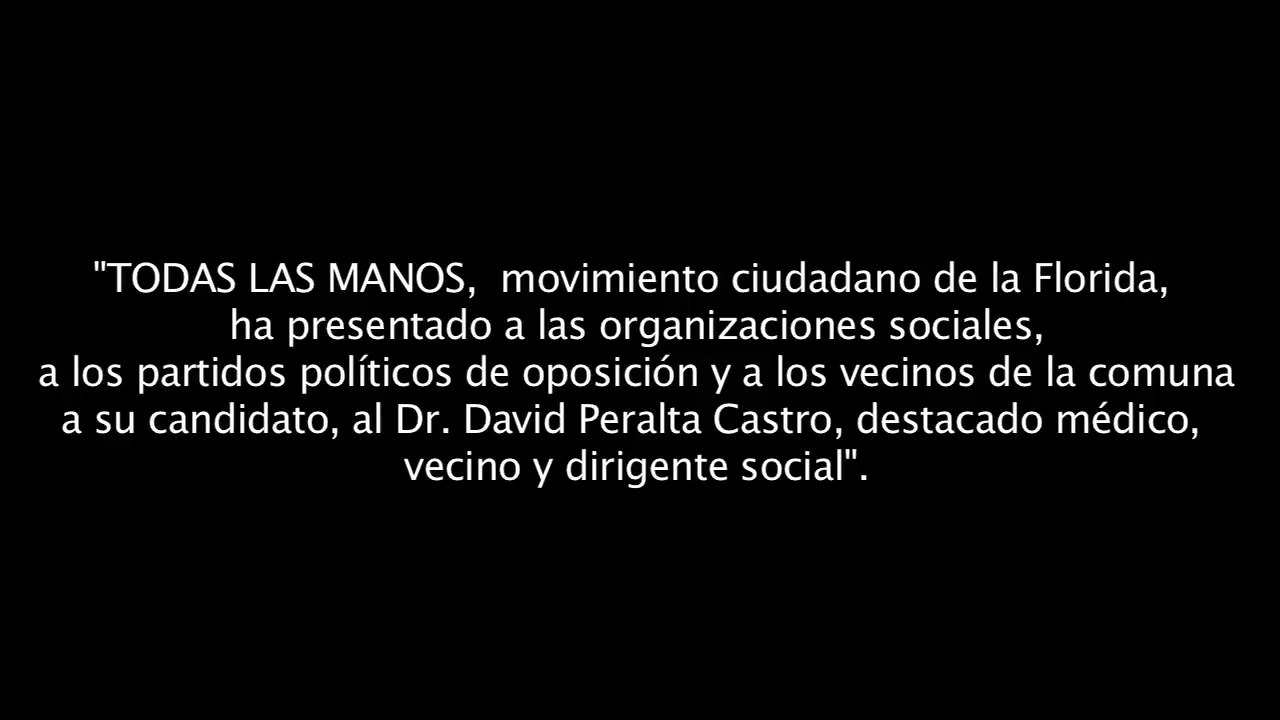 "TODAS LAS MANOS,  movimiento ciudadano de la Florida,
ha presentado a las organizaciones sociales,
a los partidos políticos de oposición y a los vecinos de la comuna
a su candidato, al Dr. David Peralta Castro, destacado médico,
vecino y dirigente social".